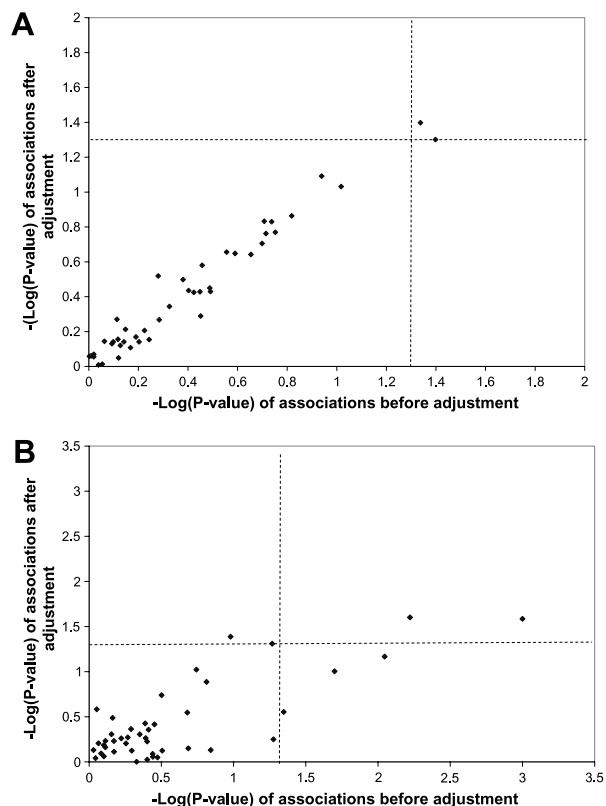 A
2
1.8
1.6
1.4
1.2
1
0.8
0.6
0.4
0.2
0
-(Log(P-value) of associations after
adjustment
0 0.2 0.4 0.6 0.8 1 1.2 1.4 1.6 1.8 2
-Log(P-value) of associations before adjustment
B
3.5
3
2.5
2
1.5
1
0.5
0
-Log(P-value) of associations after
adjustment
0 0.5 1 1.5 2 2.5 3 3.5
-Log(P-value) of associations before adjustment